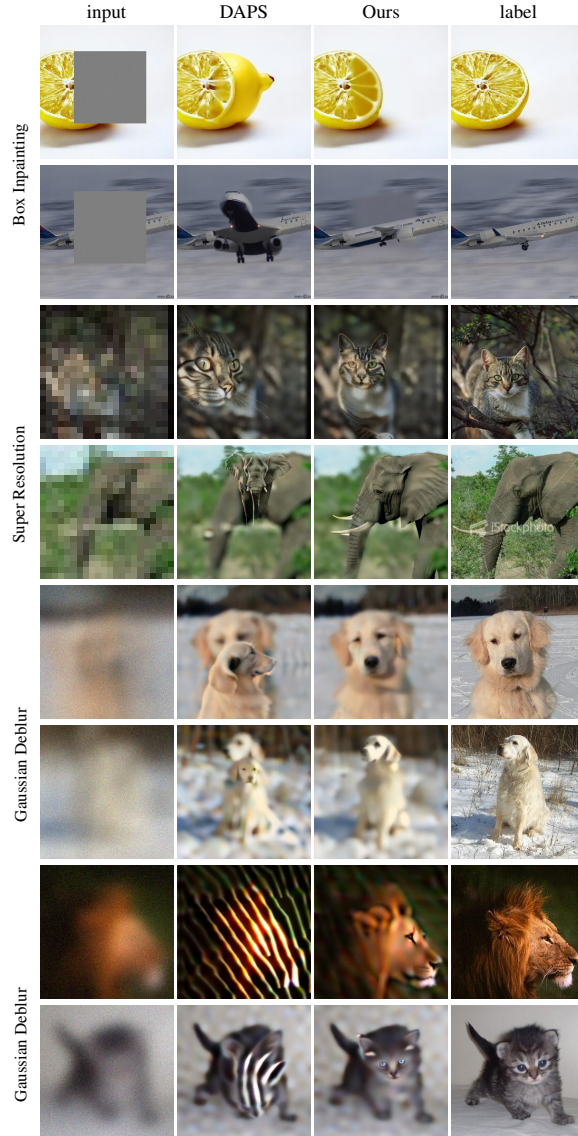 input DAPS Ours label
Box Inpainting
Super Resolution
iStockphoto
Gaussian Deblur
Gaussian Deblur